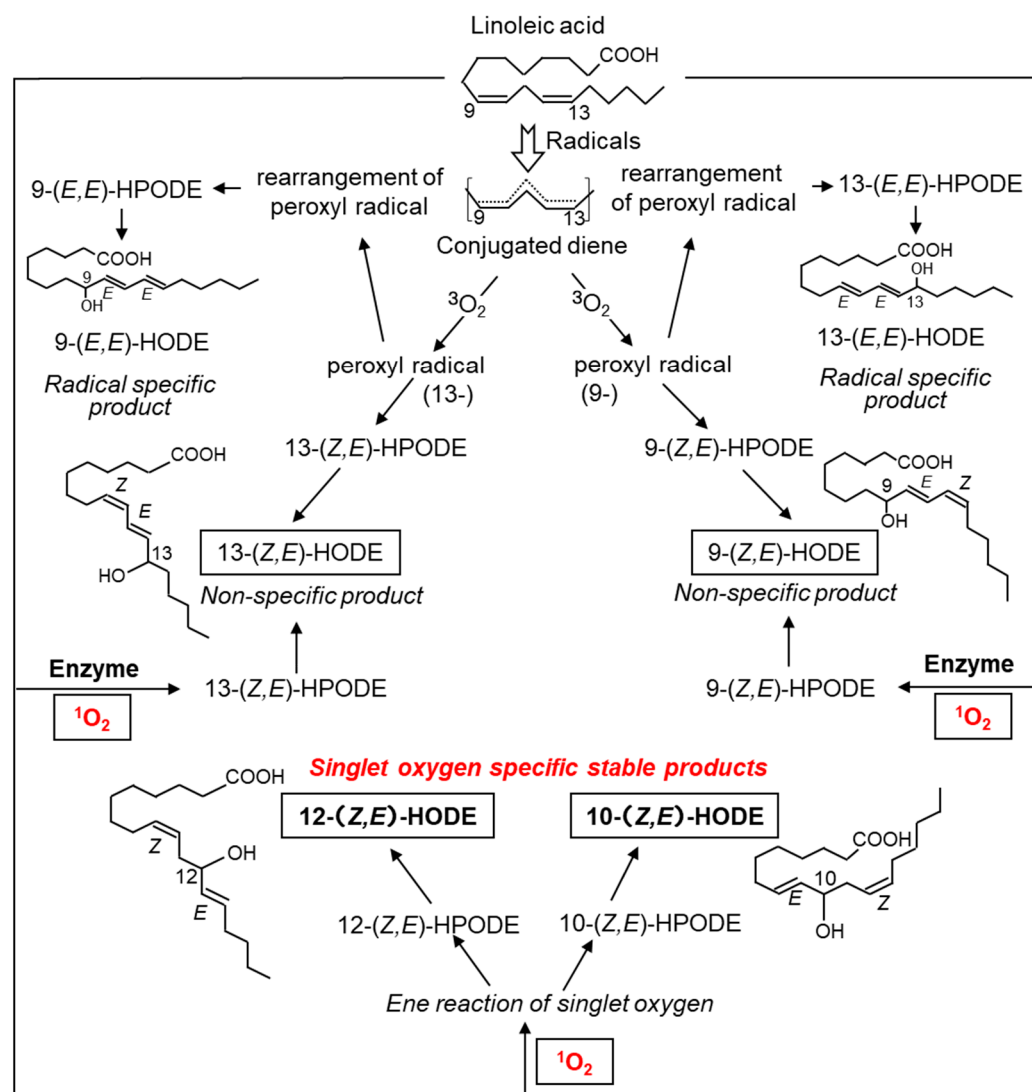 Linoleic acid
COOH
9
13
Radicals
9-(E,E)-HPODE
rearrangement of
peroxyl radical
9
13
rearrangement
of peroxyl radical
13-(E,E)-HPODE
Conjugated diene
COOH
9
E
E
OH
9-(E,E)-HODE
Radical specific
product
³O₂
³O₂
COOH
OH
E
E
13
13-(E,E)-HODE
Radical specific
product
peroxyl radical
(13-)
peroxyl radical
(9-)
13-(Z,E)-HPODE
9-(Z,E)-HPODE
COOH
Z
E
13
HO
13-(Z,E)-HODE
Non-specific product
9-(Z,E)-HODE
Non-specific product
COOH
9
E
Z
OH
Enzyme
¹O₂
13-(Z,E)-HPODE
9-(Z,E)-HPODE
Enzyme
¹O₂
Singlet oxygen specific stable products
12-(Z,E)-HODE
10-(Z,E)-HODE
COOH
Z
OH
12
E
COOH
10
E
Z
OH
12-(Z,E)-HPODE
10-(Z,E)-HPODE
Ene reaction of singlet oxygen
¹O₂